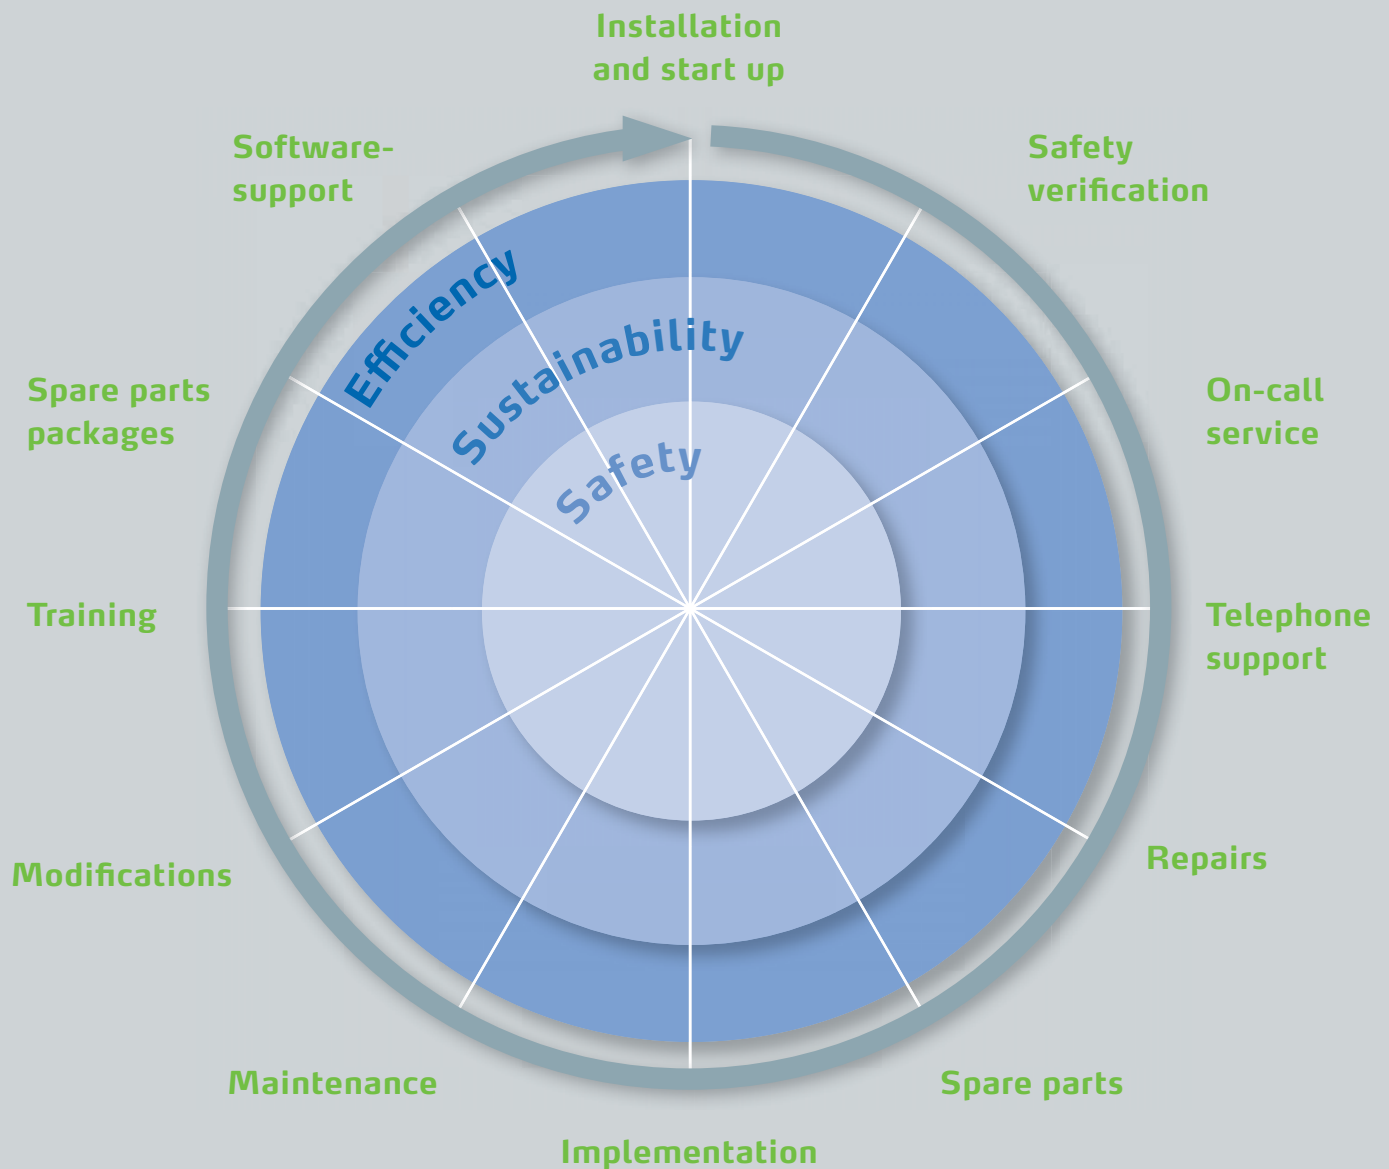 Installation
and start up
Safety
verification
On-call
service
Telephone
support
Repairs
Spare parts
Implementation
Maintenance
Modifications
Training
Spare parts
packages
Software-
support
Efficiency
Sustainability
Safety